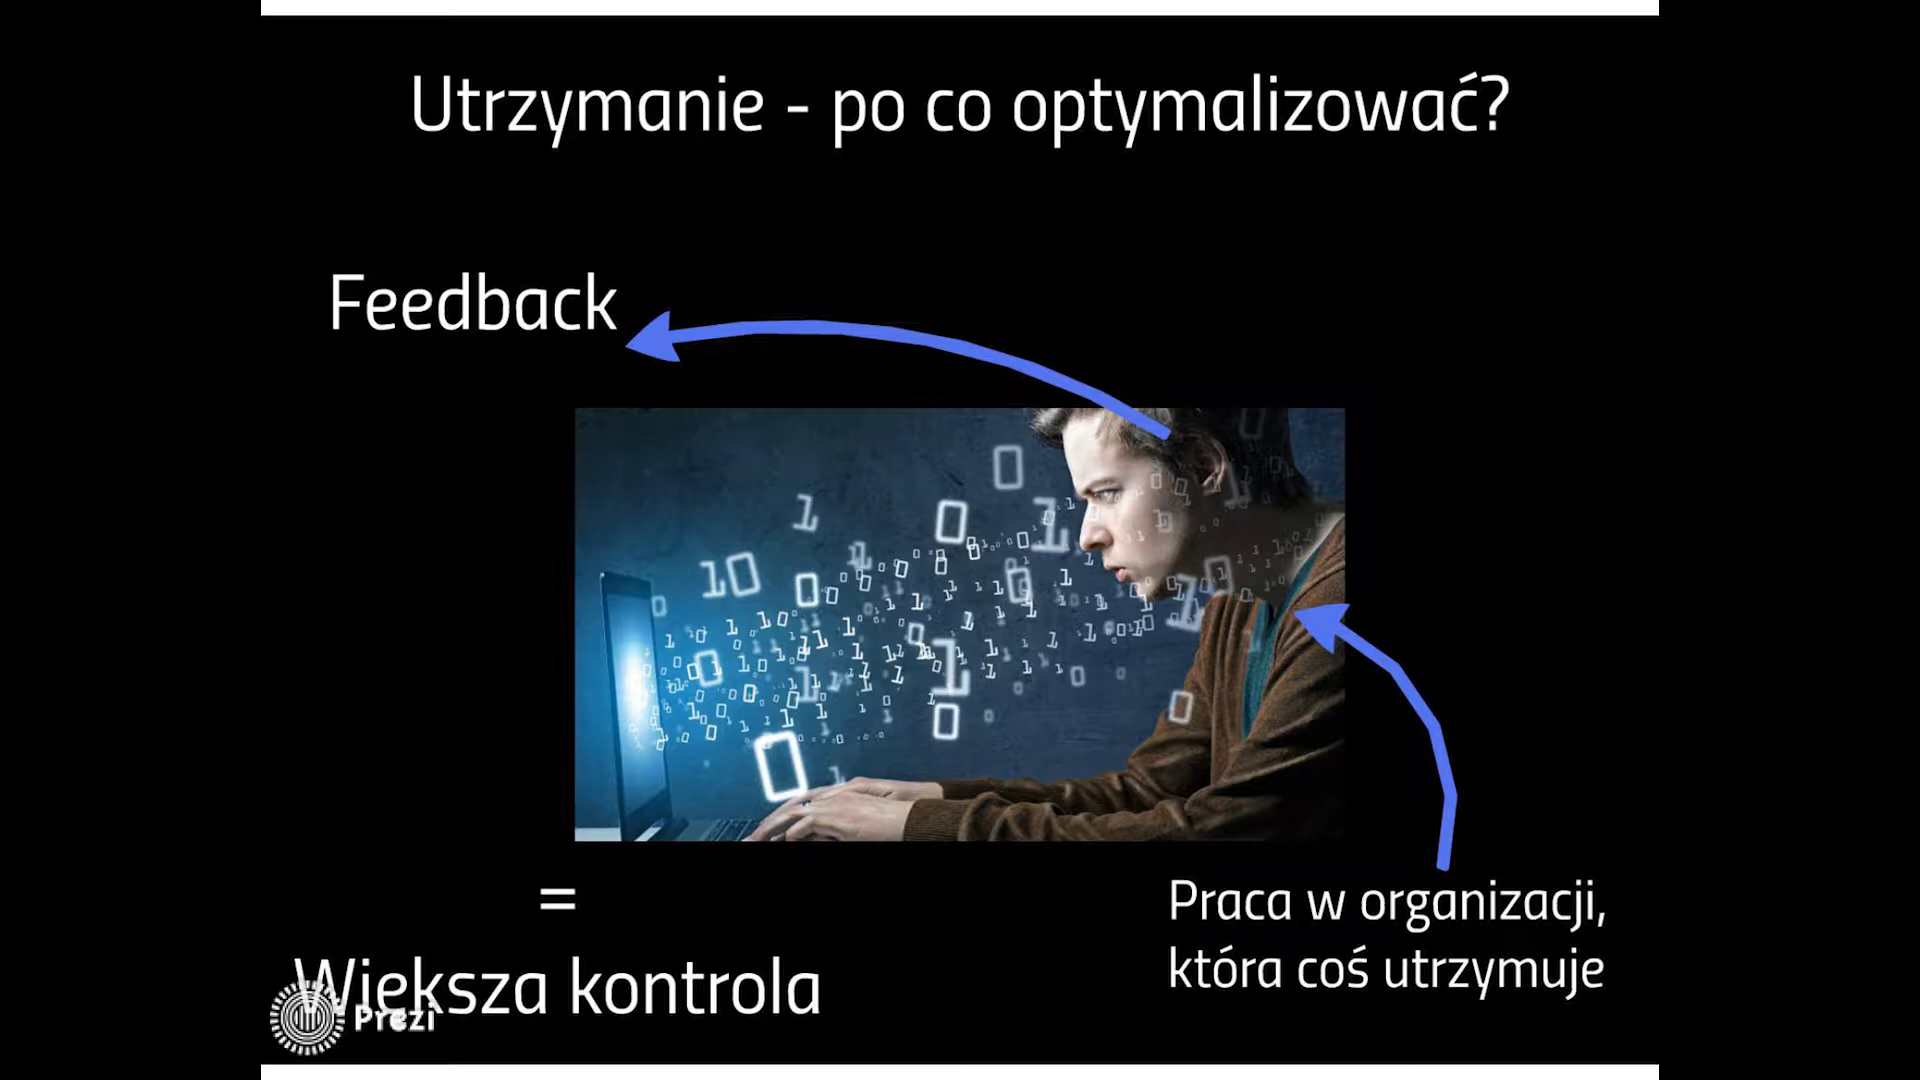 Utrzymanie - po co optymalizować?
Feedback
=
Większa kontrola
Praca w organizacji,
która coś utrzymuje
Prezi